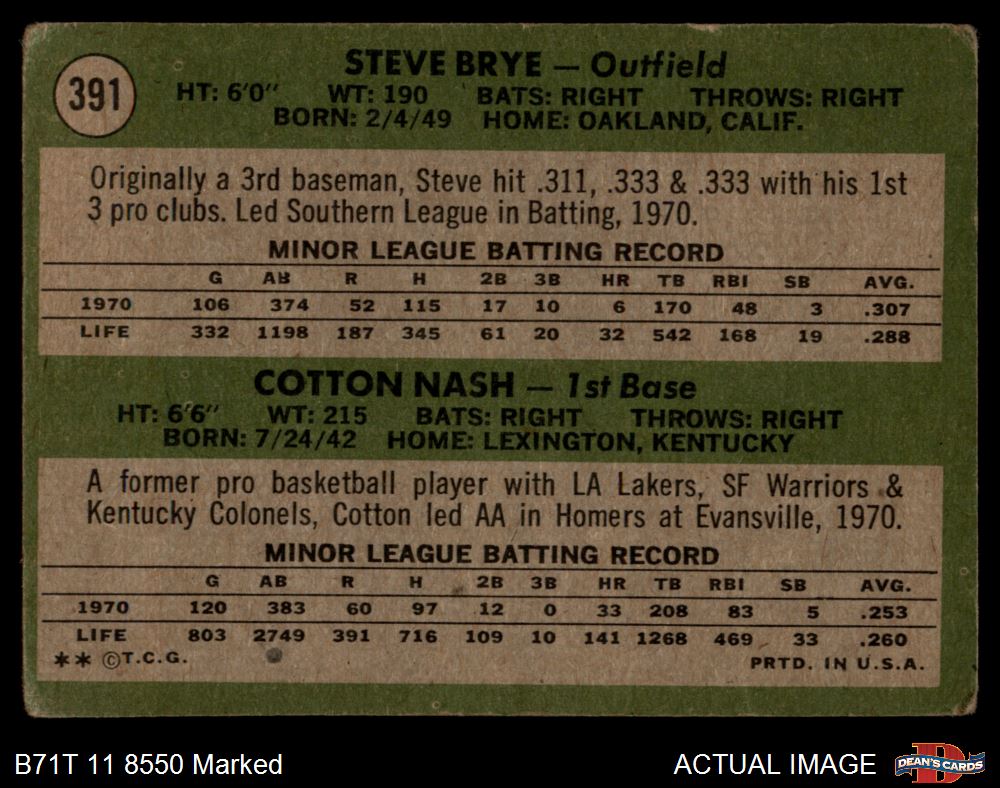 391
STEVE BRYE — Outfield
HT: 6'0" WT: 190 BATS: RIGHT THROWS: RIGHT
BORN: 2/4/49 HOME: OAKLAND, CALIF.
Originally a 3rd baseman, Steve hit .311, .333 & .333 with his 1st
3 pro clubs. Led Southern League in Batting, 1970.
MINOR LEAGUE BATTING RECORD
G AB R H 2B 3B HR TB RBI SB AVG.
1970 106 374 52 115 17 10 6 170 48 3 .307
LIFE 332 1198 187 345 61 20 32 542 168 19 .288
COTTON NASH — 1st Base
HT: 6'6" WT: 215 BATS: RIGHT THROWS: RIGHT
BORN: 7/24/42 HOME: LEXINGTON, KENTUCKY
A former pro basketball player with LA Lakers, SF Warriors &
Kentucky Colonels, Cotton led AA in Homers at Evansville, 1970.
MINOR LEAGUE BATTING RECORD
G AB R H 2B 3B HR TB RBI SB AVG.
1970 120 383 60 97 12 0 33 208 83 5 .253
LIFE 803 2749 391 716 109 10 141 1268 469 33 .260
** ©T.C.G. PRTD. IN U.S.A.
B71T 11 8550 Marked ACTUAL IMAGE DEAN'S CARDS